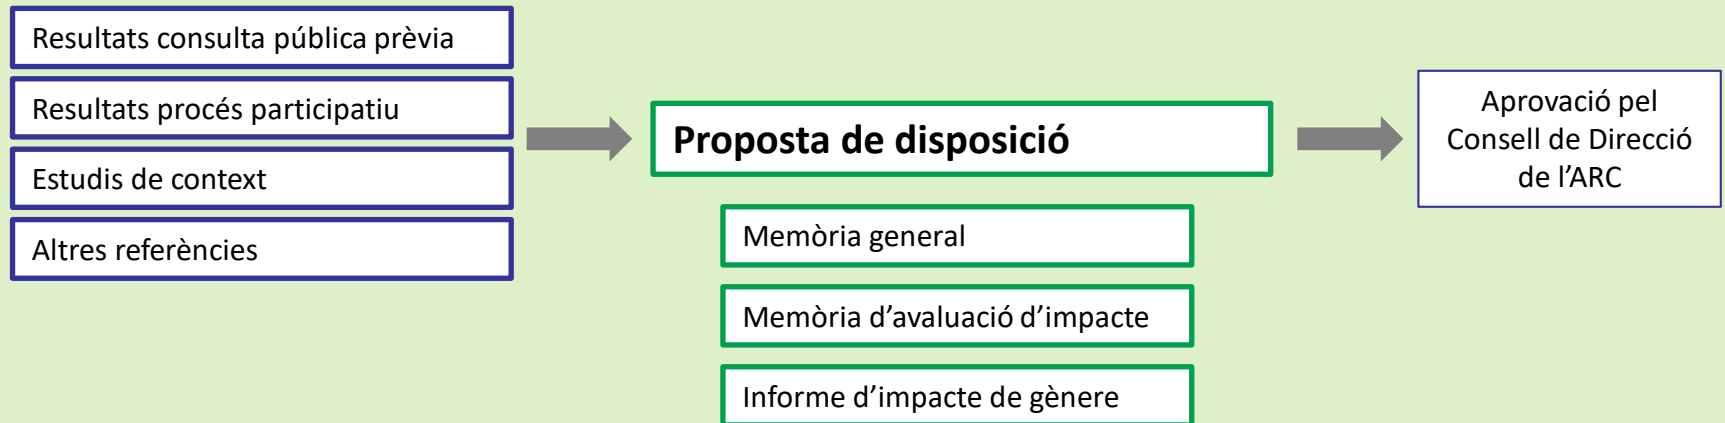 Resultats consulta pública prèvia
Resultats procés participatiu
Estudis de context
Altres referències
Proposta de disposició
Memòria general
Memòria d’avaluació d’impacte
Informe d’impacte de gènere
Aprovació pel
Consell de Direcció
de l’ARC